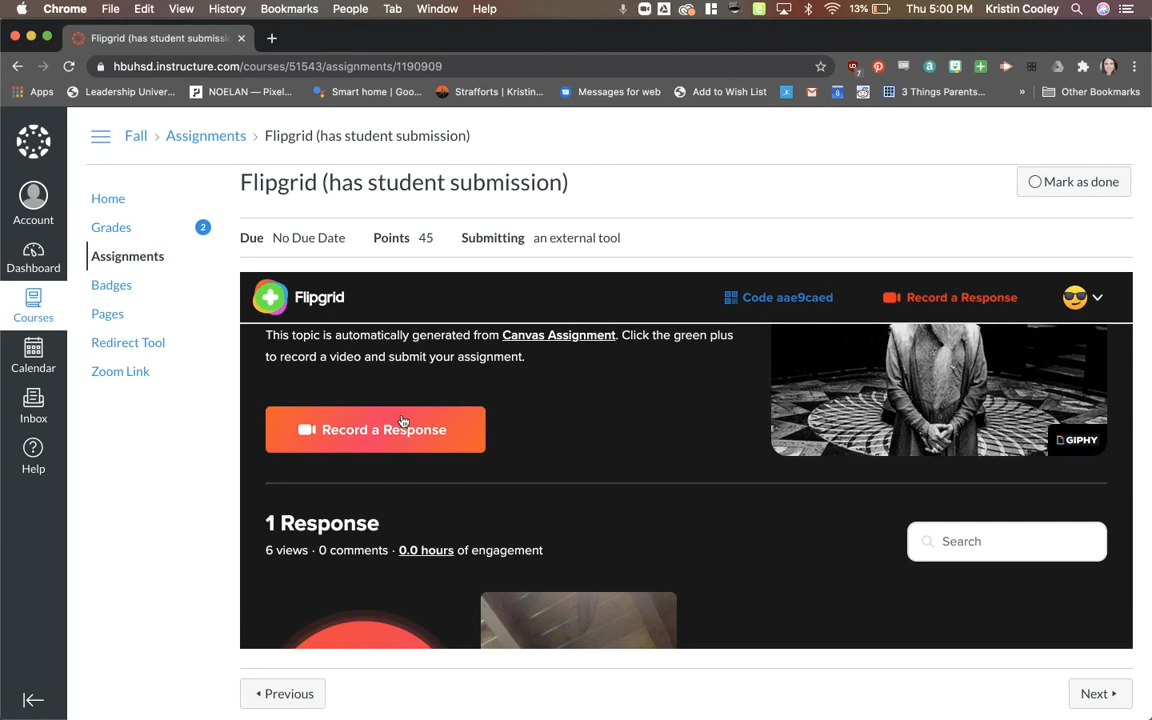 Chrome File Edit View History Bookmarks People Tab Window Help 13% Thu 5:00 PM Kristin Cooley
Flipgrid (has student submissi
hbuhsd.instructure.com/courses/51543/assignments/1190909
Apps Leadership Univer... NOELAN — Pixel... Smart home | Goo... Strafforts | Kristin... Messages for web Add to Wish List 3 Things Parents... » Other Bookmarks
Fall > Assignments > Flipgrid (has student submission)
Flipgrid (has student submission)
Mark as done
Account
Dashboard
Courses
Calendar
Inbox
Help
Home
Grades 2
Assignments
Badges
Pages
Redirect Tool
Zoom Link
Due No Due Date Points 45 Submitting an external tool
Flipgrid Code aae9caed Record a Response
This topic is automatically generated from Canvas Assignment. Click the green plus
to record a video and submit your assignment.
Record a Response
GIPHY
1 Response
6 views · 0 comments · 0.0 hours of engagement
Search
Previous
Next